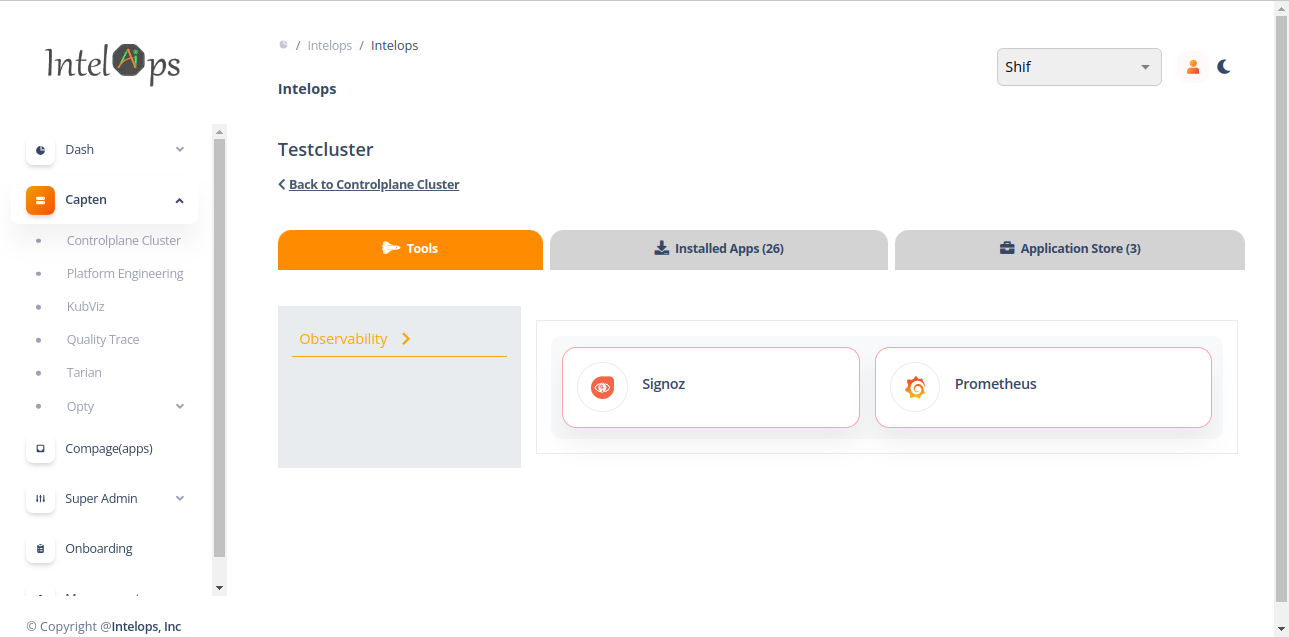 IntelAiOps
/ Intelops / Intelops
Intelops
Shif
Dash
Capten
Controlplane Cluster
Platform Engineering
KubViz
Quality Trace
Tarian
Opty
Compage(apps)
Super Admin
Onboarding
© Copyright @Intelops, Inc
Testcluster
Back to Controlplane Cluster
Tools
Installed Apps (26)
Application Store (3)
Observability
Signoz
Prometheus